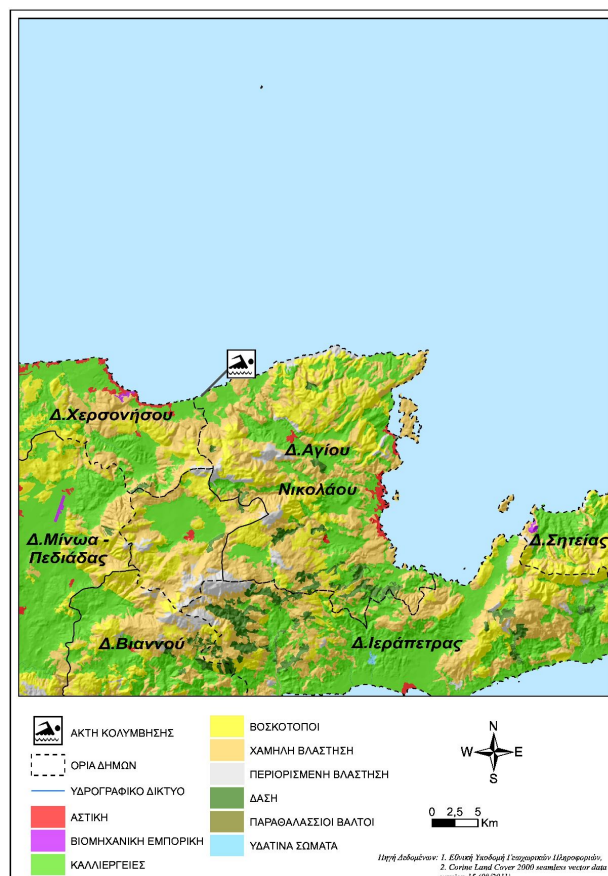 Δ.Χερσονήσου
Δ.Αγίου
Νικολάου
Δ.Μίνωα -
Πεδιάδας
Δ.Σητείας
Δ.Βιαννού
Δ.Ιεράπετρας
ΑΚΤΗ ΚΟΛΥΜΒΗΣΗΣ
ΟΡΙΑ ΔΗΜΩΝ
ΥΔΡΟΓΡΑΦΙΚΟ ΔΙΚΤΥΟ
ΑΣΤΙΚΗ
ΒΙΟΜΗΧΑΝΙΚΗ ΕΜΠΟΡΙΚΗ
ΚΑΛΛΙΕΡΓΕΙΕΣ
ΒΟΣΚΟΤΟΠΟΙ
ΧΑΜΗΛΗ ΒΛΑΣΤΗΣΗ
ΠΕΡΙΟΡΙΣΜΕΝΗ ΒΛΑΣΤΗΣΗ
ΔΑΣΗ
ΠΑΡΑΘΑΛΑΣΣΙΟΙ ΒΑΛΤΟΙ
ΥΔΑΤΙΝΑ ΣΩΜΑΤΑ
N
W E
S
0 2,5 5
Km
Πηγή Δεδομένων: 1. Εθνική Υποδομή Γεωχωρικών Πληροφοριών,
2. Corine Land Cover 2000 seamless vector data